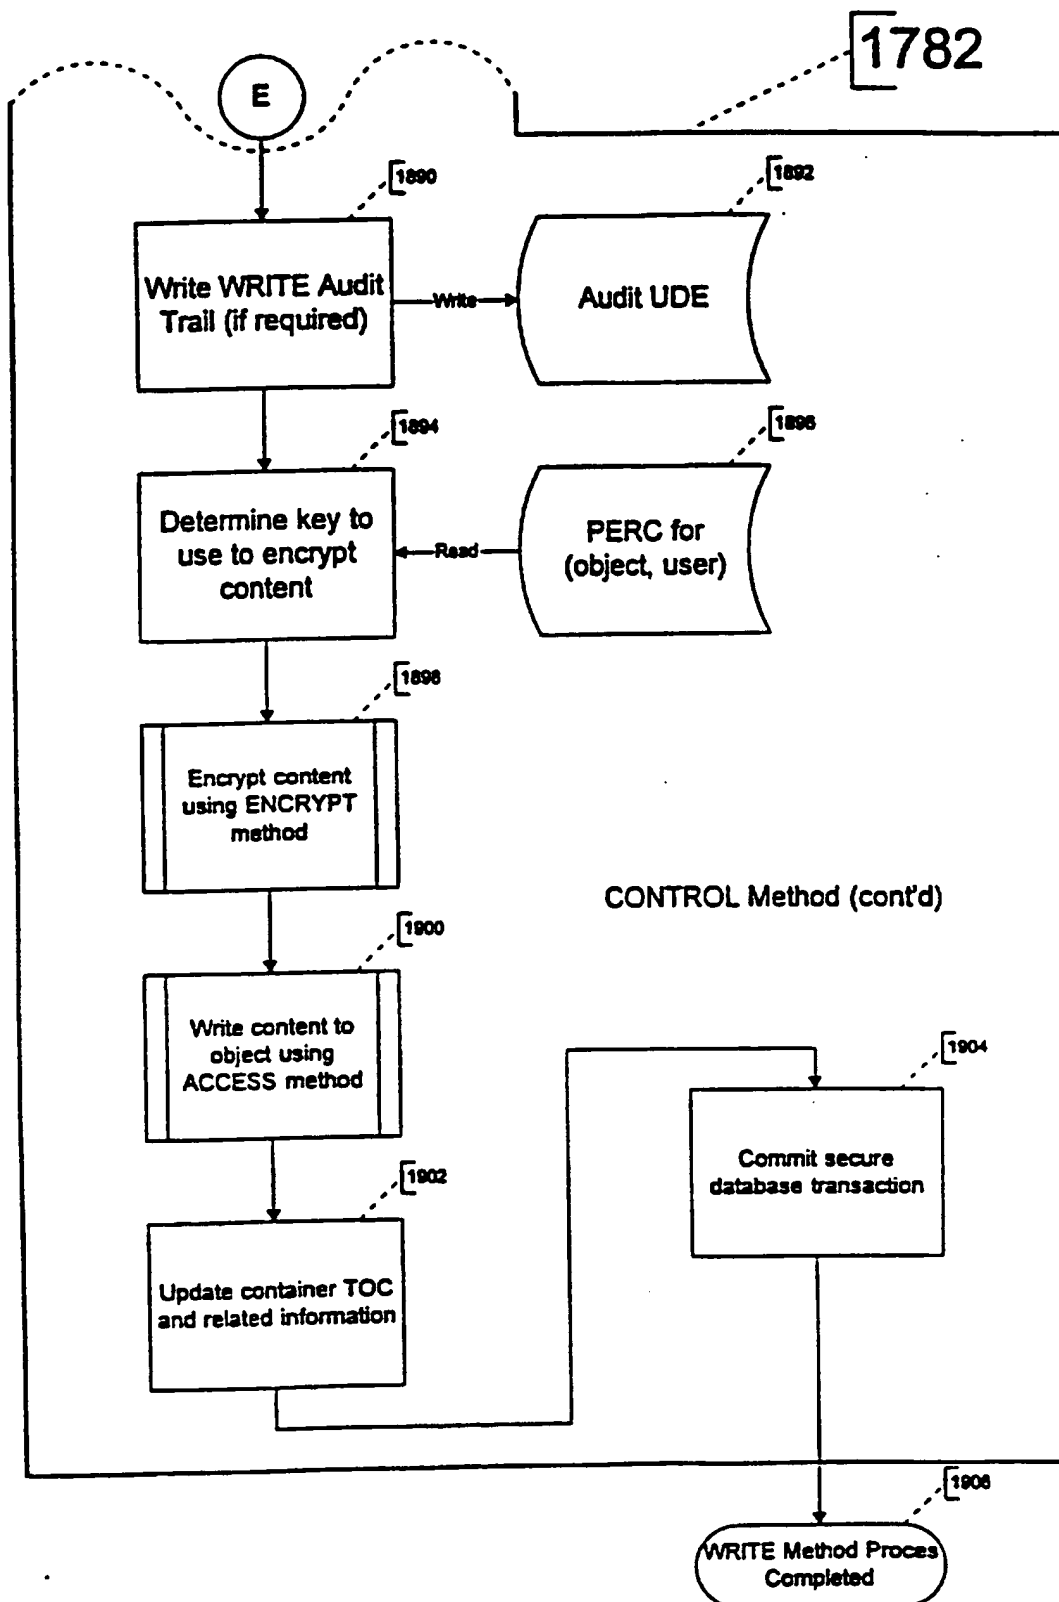 1782
E
1890
Write WRITE Audit
Trail (if required)
Write
1892
Audit UDE
1894
Determine key to
use to encrypt
content
Read
1896
PERC for
(object, user)
1898
Encrypt content
using ENCRYPT
method
CONTROL Method (cont'd)
1900
Write content to
object using
ACCESS method
1902
Update container TOC
and related information
1904
Commit secure
database transaction
1906
WRITE Method Proces
Completed